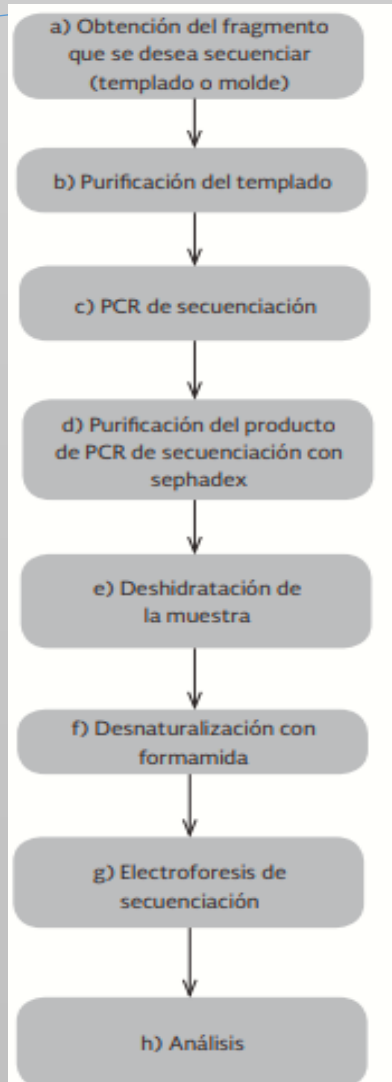 a) Obtención del fragmento
que se desea secuenciar
(templado o molde)
b) Purificación del templado
c) PCR de secuenciación
d) Purificación del producto
de PCR de secuenciación con
sephadex
e) Deshidratación de
la muestra
f) Desnaturalización con
formamida
g) Electroforesis de
secuenciación
h) Análisis